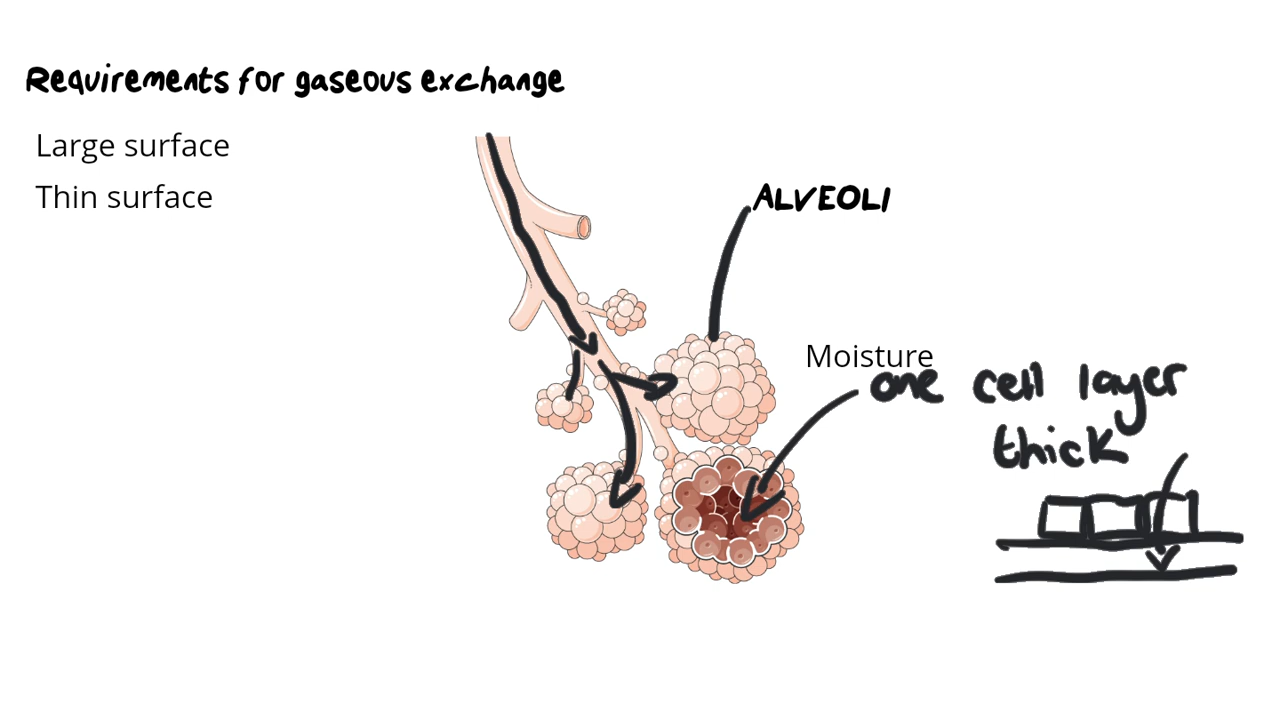 Requirements for gaseous exchange
Large surface
Thin surface
ALVEOLI
Moisture
one cell layer
thick